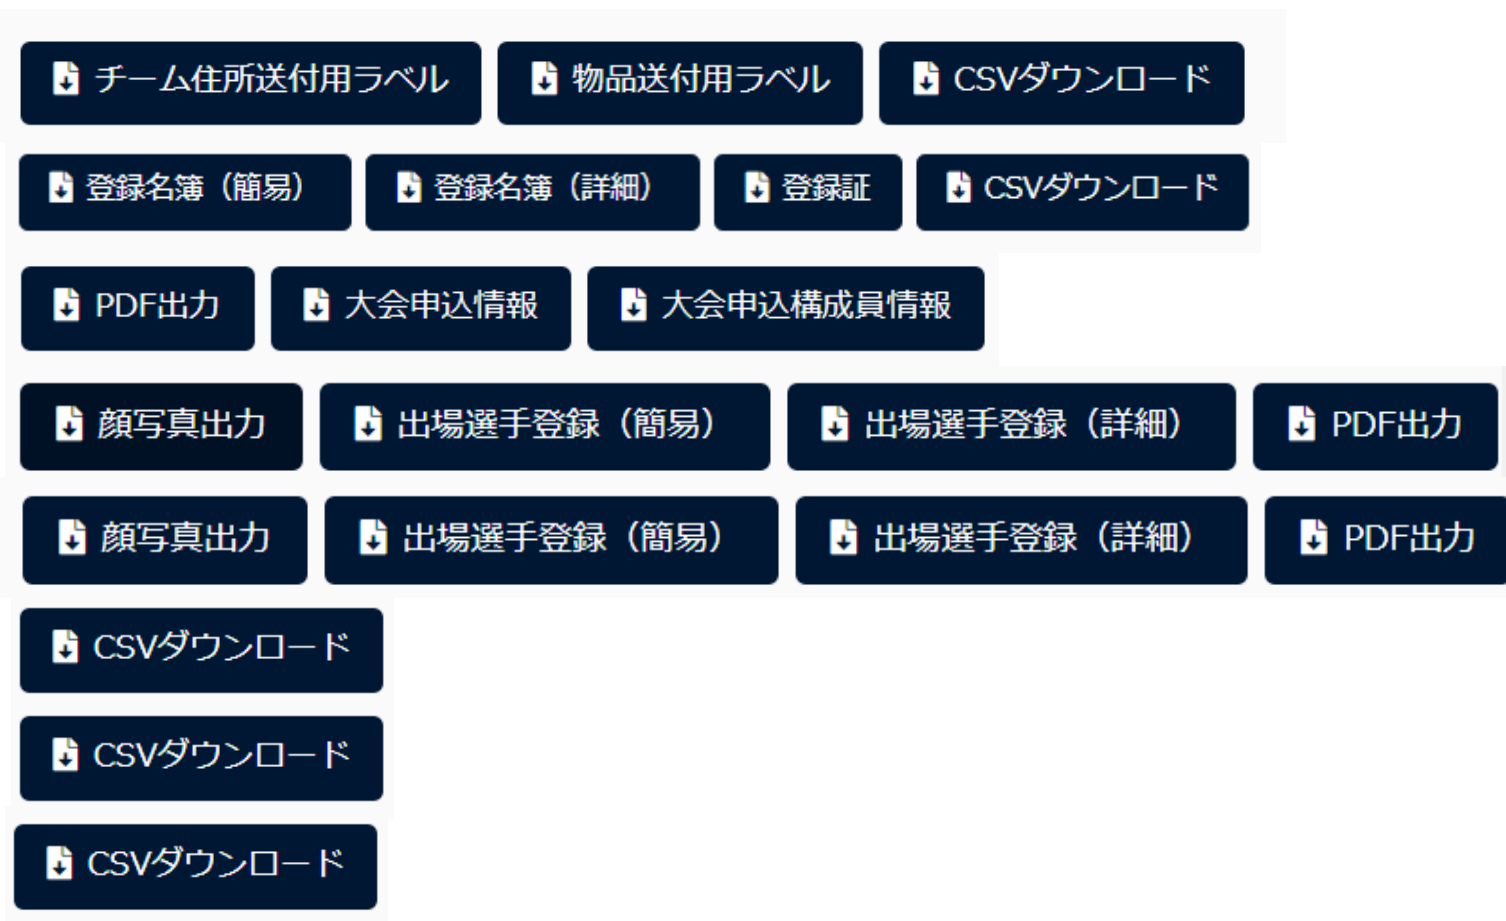 チーム住所送付用ラベル 物品送付用ラベル CSVダウンロード
登録名簿（簡易） 登録名簿（詳細） 登録証 CSVダウンロード
PDF出力 大会申込情報 大会申込構成員情報
顔写真出力 出場選手登録（簡易） 出場選手登録（詳細） PDF出力
顔写真出力 出場選手登録（簡易） 出場選手登録（詳細） PDF出力
CSVダウンロード
CSVダウンロード
CSVダウンロード